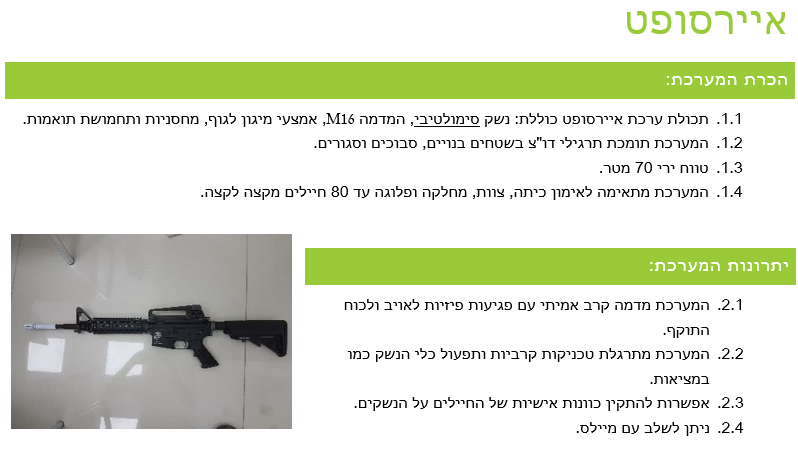 איירסופט
הכרת המערכת:
1.1. תכולת ערכת איירסופט כוללת: נשק סימולטיבי, המדמה M16, אמצעי מיגון לגוף, מחסניות ותחמושת תואמות.
1.2. המערכת תומכת תרגילי דו"צ בשטחים בנויים, סבוכים וסגורים.
1.3. טווח ירי 70 מטר.
1.4. המערכת מתאימה לאימון כיתה, צוות, מחלקה ופלוגה עד 80 חיילים מקצה לקצה.
יתרונות המערכת:
2.1. המערכת מדמה קרב אמיתי עם פגיעות פיזיות לאויב ולכוח
התוקף.
2.2. המערכת מתרגלת טכניקות קרביות ותפעול כלי הנשק כמו
במציאות.
2.3. אפשרות להתקין כוונות אישיות של החיילים על הנשקים.
2.4. ניתן לשלב עם מיילס.